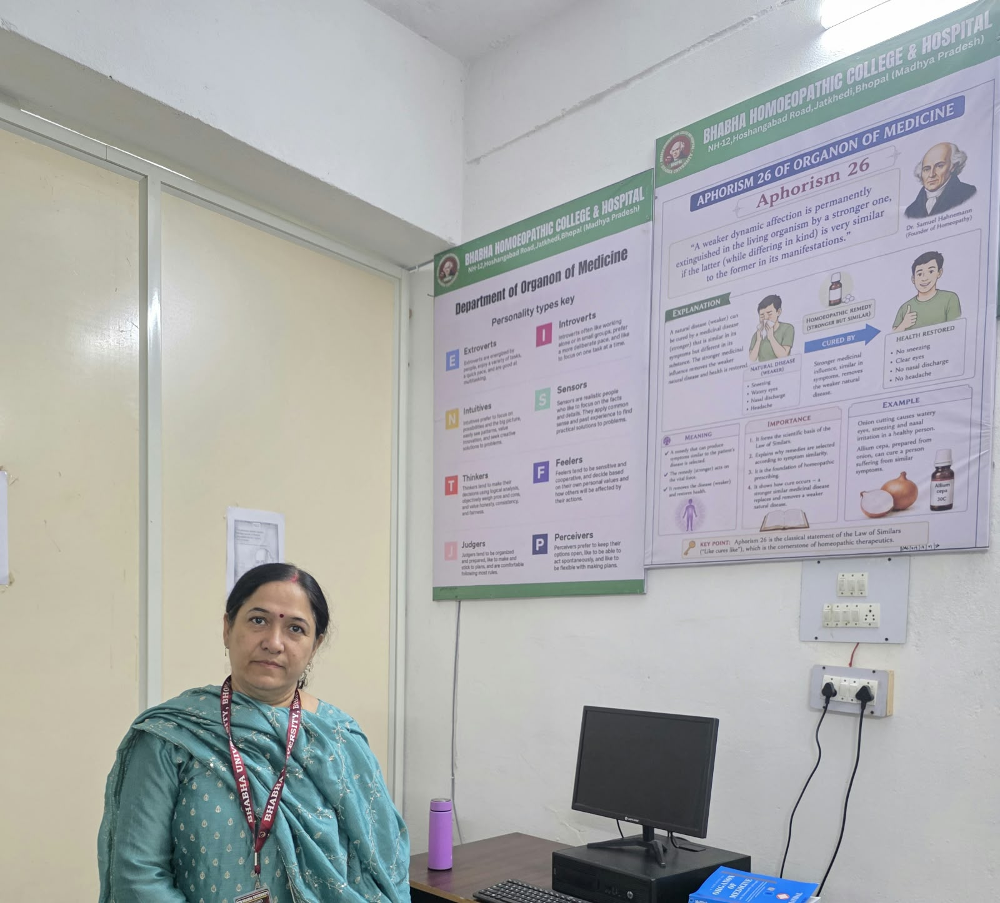 BHABHA HOMOEOPATHIC COLLEGE & HOSPITAL
NH-12,Hoshangabad Road,Jatkhedi,Bhopal (Madhya Pradesh)
Department of Organon of Medicine
Personality types key
E
Extroverts
Extroverts are energized by
people, enjoy a variety of tasks,
a quick pace, and are good at
multitasking.
I
Introverts
Introverts often like working
alone or in small groups, prefer
a more deliberate pace, and like
to focus on one task at a time.
N
Intuitives
Intuitives prefer to focus on
possibilities and the big picture,
easily see patterns, value
innovation, and seek creative
solutions to problems.
S
Sensors
Sensors are realistic people
who like to focus on the facts
and details. They apply common
sense and past experience to find
practical solutions to problems.
T
Thinkers
Thinkers tend to make their
decisions using logical analysis,
objectively weigh pros and cons,
and value honesty, consistency,
and fairness.
F
Feelers
Feelers tend to be sensitive and
cooperative, and decide based
on their own personal values and
how others will be affected by
their actions.
J
Judgers
Judgers tend to be organized
and prepared, like to make and
stick to plans, and are comfortable
following most rules.
P
Perceivers
Perceivers prefer to keep their
options open, like to be able to
act spontaneously, and like to
be flexible with making plans.
BHABHA HOMOEOPATHIC COLLEGE & HOSPITAL
NH-12,Hoshangabad Road,Jatkhedi,Bhopal (Madhya Pradesh)
APHORISM 26 OF ORGANON OF MEDICINE
Aphorism 26
"A weaker dynamic affection is permanently
extinguished in the living organism by a stronger one,
if the latter (while differing in kind) is very similar
to the former in its manifestations."
Dr. Samuel Hahnemann
(Founder of Homeopathy)
EXPLANATION
A natural disease (weaker) can
be cured by a medicinal disease
(stronger) that is similar in its
symptoms but different in its
substance. The stronger medicinal
influence removes the weaker
natural disease and health is restored.
NATURAL DISEASE
(WEAKER)
• Sneezing
• Watery eyes
• Nasal discharge
• Headache
HOMOEOPATHIC REMEDY
(STRONGER BUT SIMILAR)
CURED BY
Stronger medicinal
influence, similar in
symptoms, removes
the weaker natural
disease.
HEALTH RESTORED
• No sneezing
• Clear eyes
• No nasal discharge
• No headache
MEANING
✓ A remedy that can produce
symptoms similar to the patient's
disease is selected.
✓ The remedy (stronger) acts on
the vital force.
✓ It removes the disease (weaker)
and restores health.
IMPORTANCE
1. It forms the scientific basis of the
Law of Similars.
2. Explains why remedies are selected
according to symptom similarity.
3. It is the foundation of homeopathic
prescribing.
4. It shows how cure occurs – a
stronger similar medicinal disease
replaces and removes a weaker
natural disease.
EXAMPLE
Onion cutting causes watery
eyes, sneezing and nasal
irritation in a healthy person.
Allium cepa, prepared from
onion, can cure a person
suffering from similar
symptoms.
Allium
cepa
30C
KEY POINT: Aphorism 26 is the classical statement of the Law of Similars
("Like cures like"), which is the cornerstone of homeopathic therapeutics.
BHABHA UNIVERSITY, BHOPA
BHABHA UNIVERSITY, BH
BHABHA UNIVERSITY
ORGANON
OF
MEDICINE